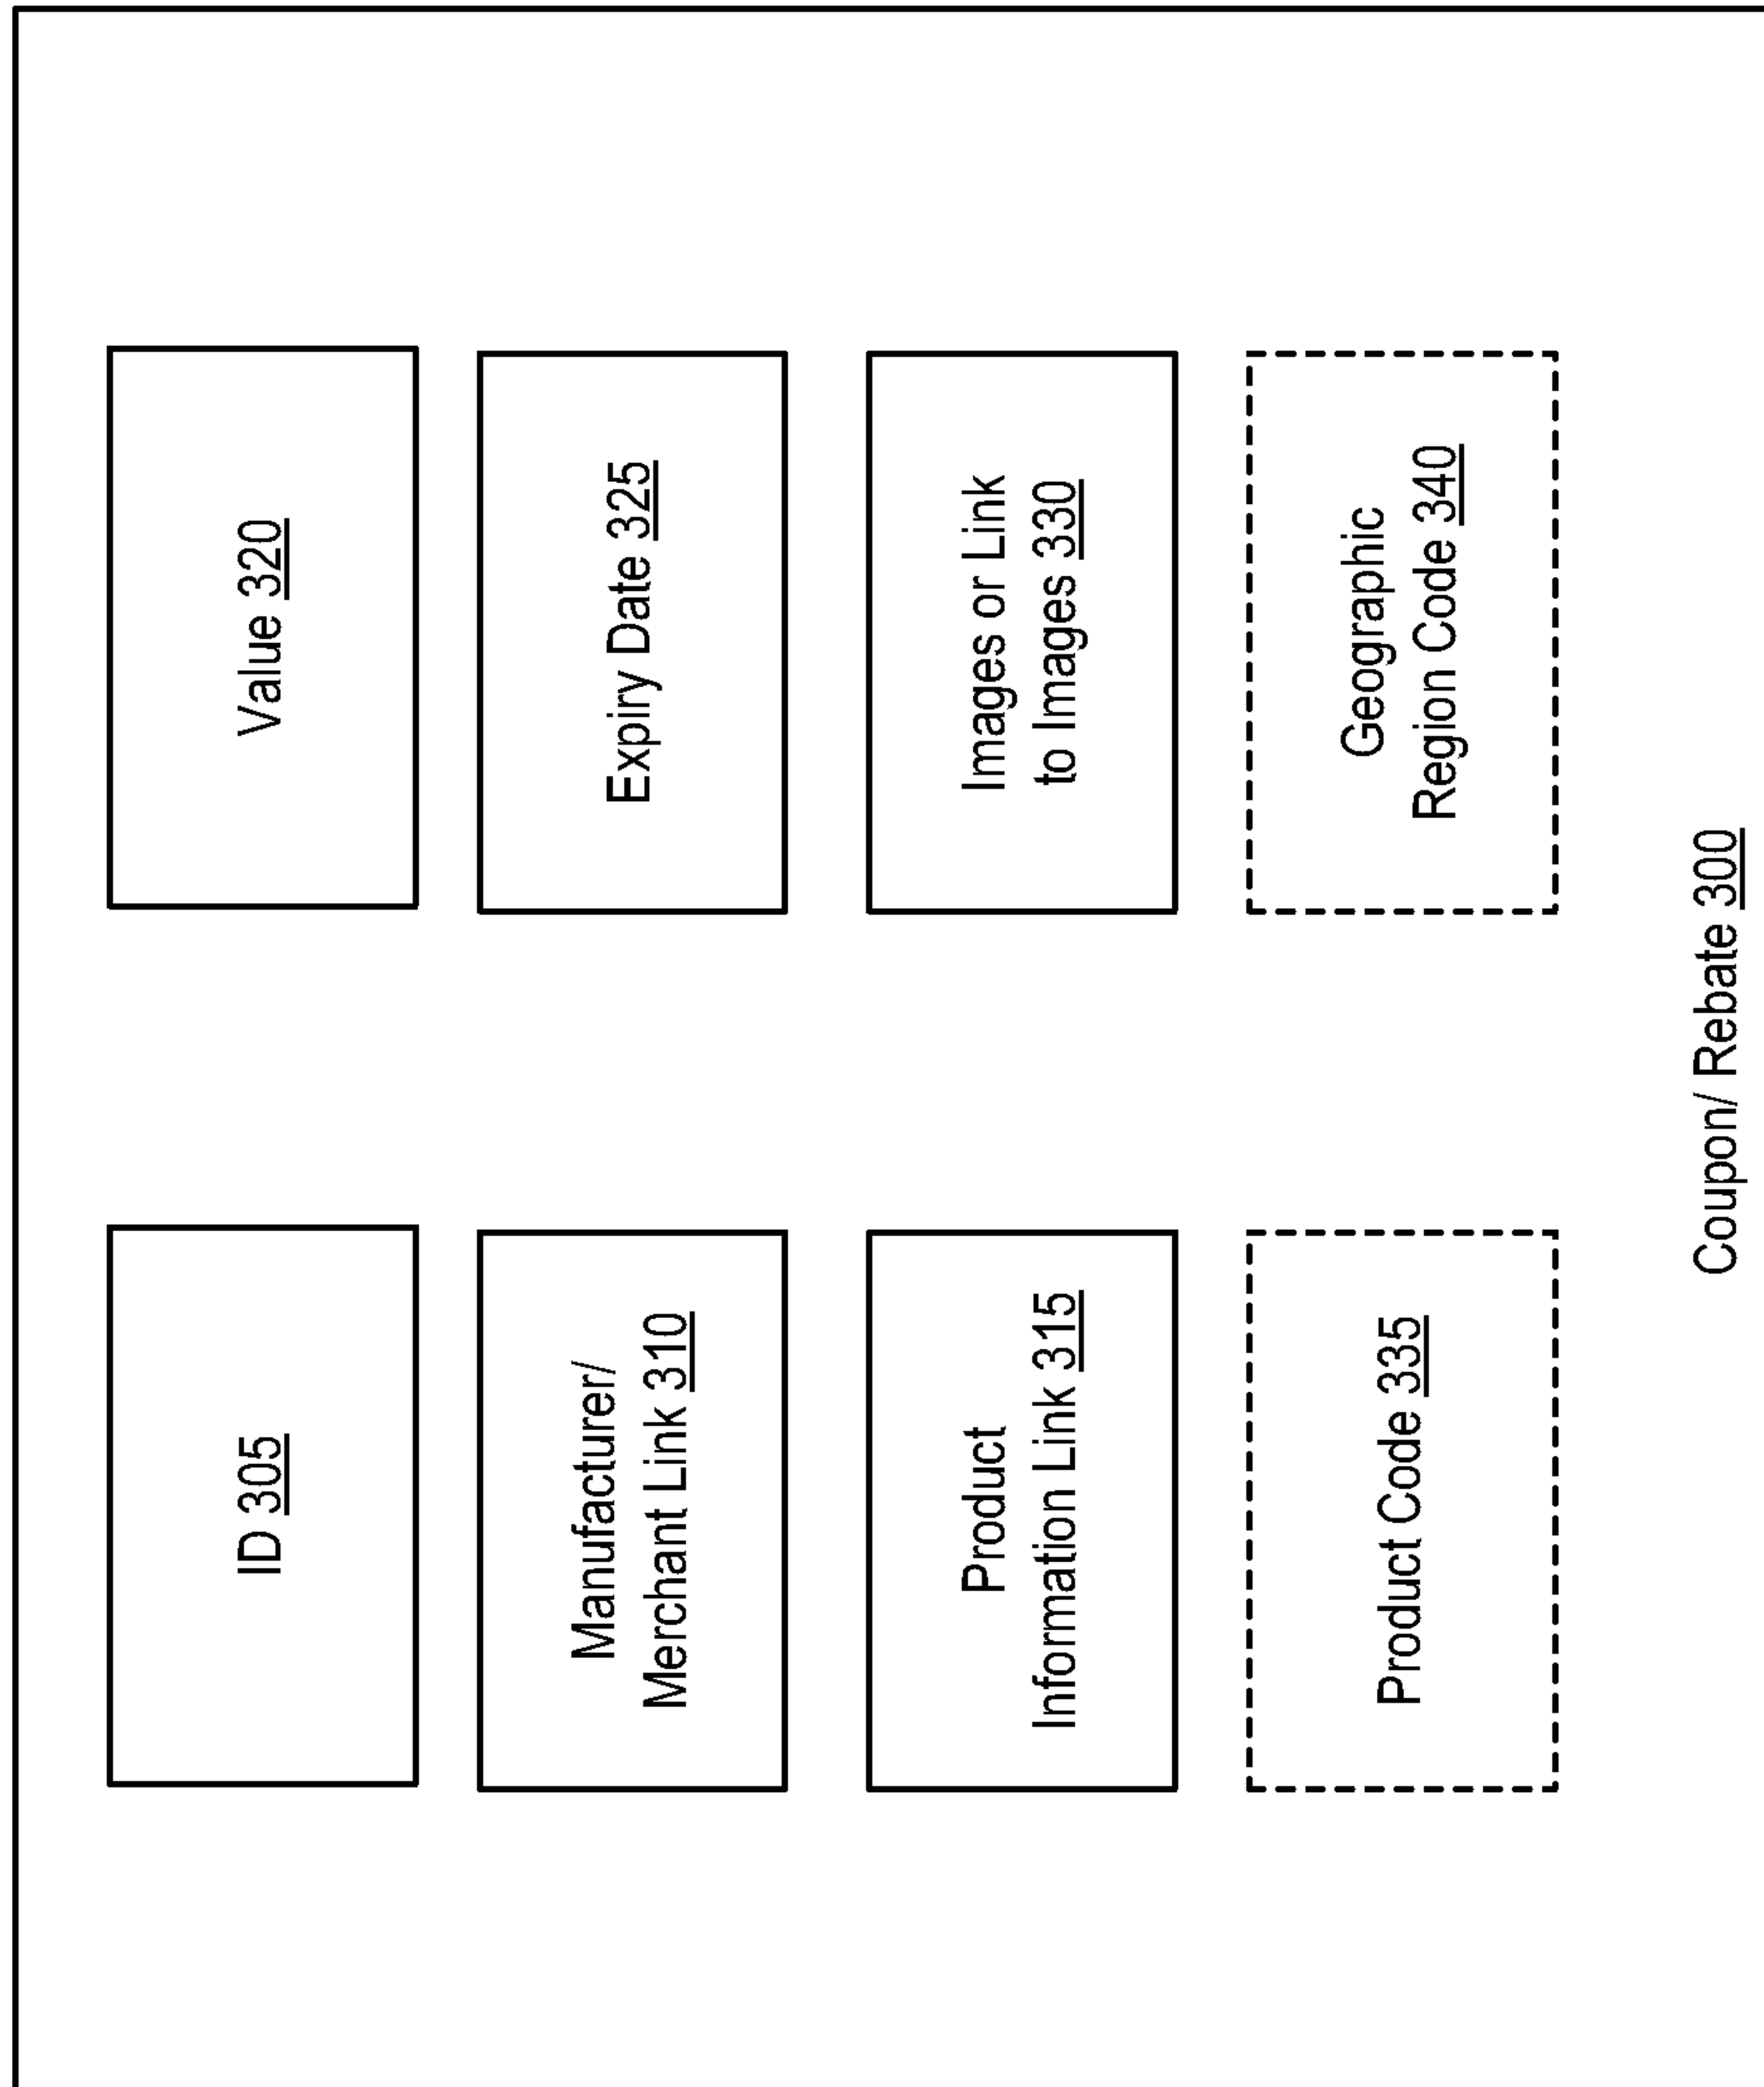 ID 305
Value 320
Manufacturer/
Merchant Link 310
Expiry Date 325
Product
Information Link 315
Images or Link
to Images 330
Product Code 335
Geographic
Region Code 340
Coupon/ Rebate 300